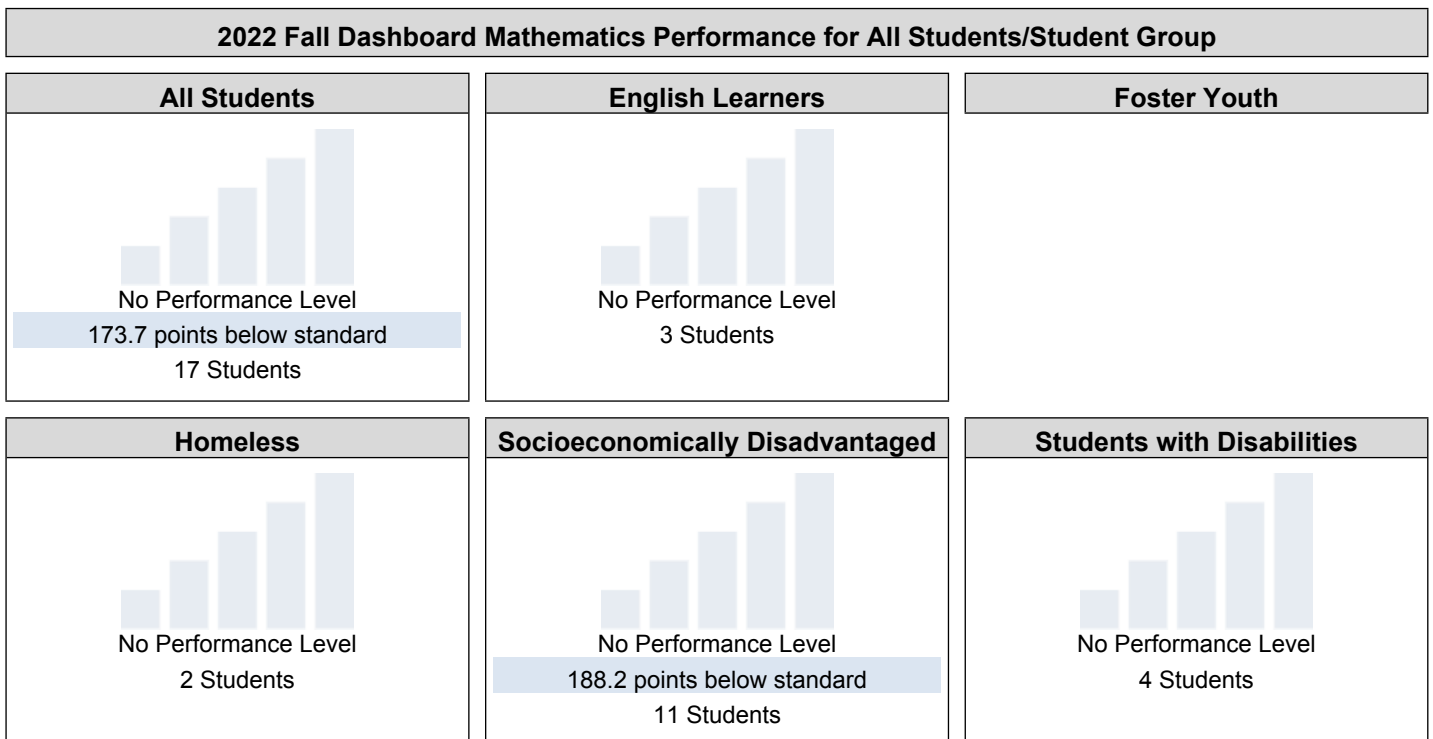 2022 Fall Dashboard Mathematics Performance for All Students/Student Group
All Students
No Performance Level
173.7 points below standard
17 Students
English Learners
No Performance Level
3 Students
Foster Youth
Homeless
No Performance Level
2 Students
Socioeconomically Disadvantaged
No Performance Level
188.2 points below standard
11 Students
Students with Disabilities
No Performance Level
4 Students